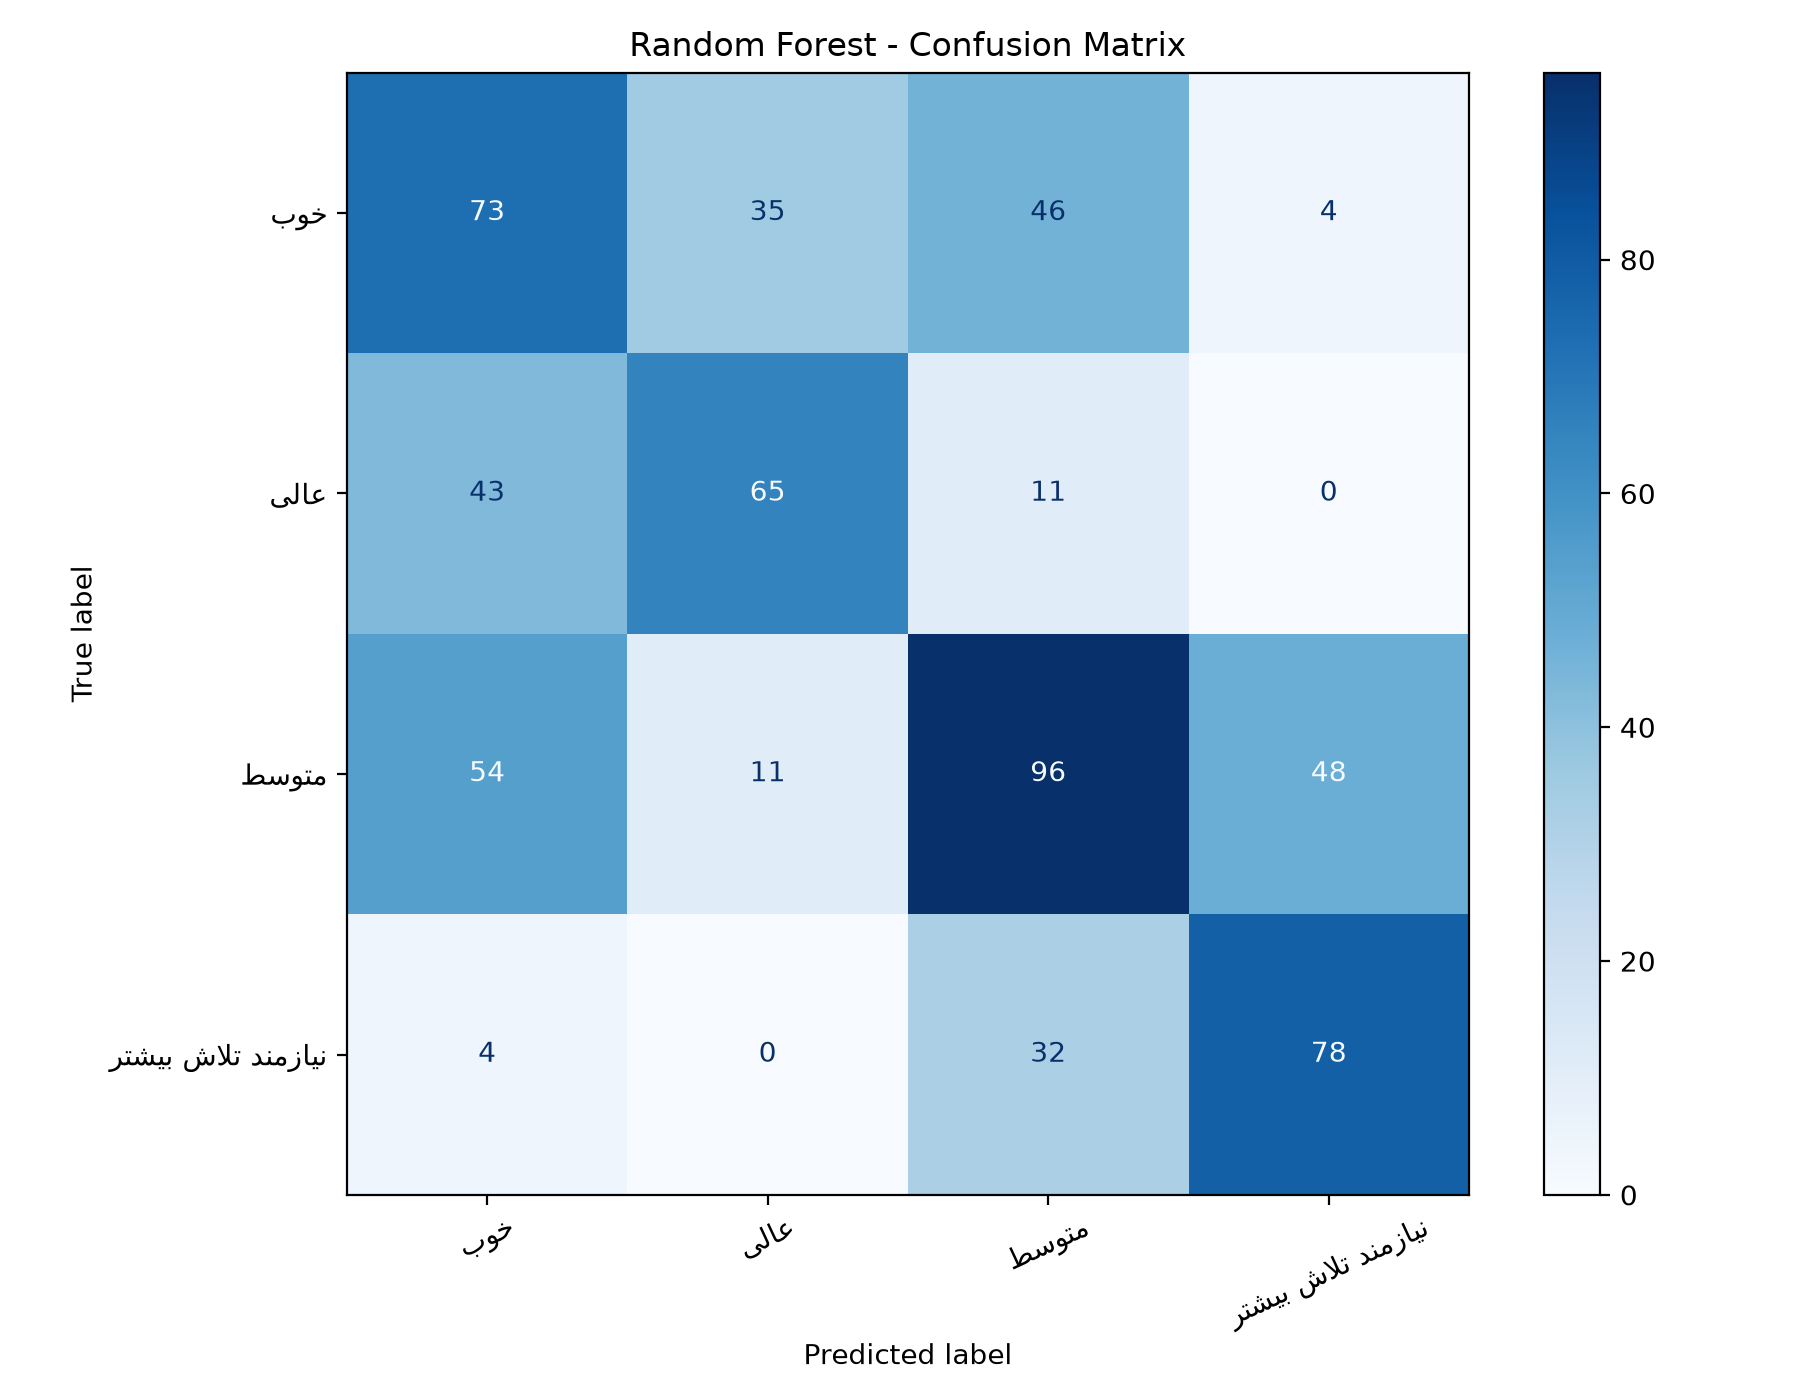 Random Forest - Confusion Matrix
خوب 73 35 46 4
عالی 43 65 11 0
متوسط 54 11 96 48
نیازمند تلاش بیشتر 4 0 32 78
True label
خوب عالی متوسط نیازمند تلاش بیشتر
Predicted label
80
60
40
20
0